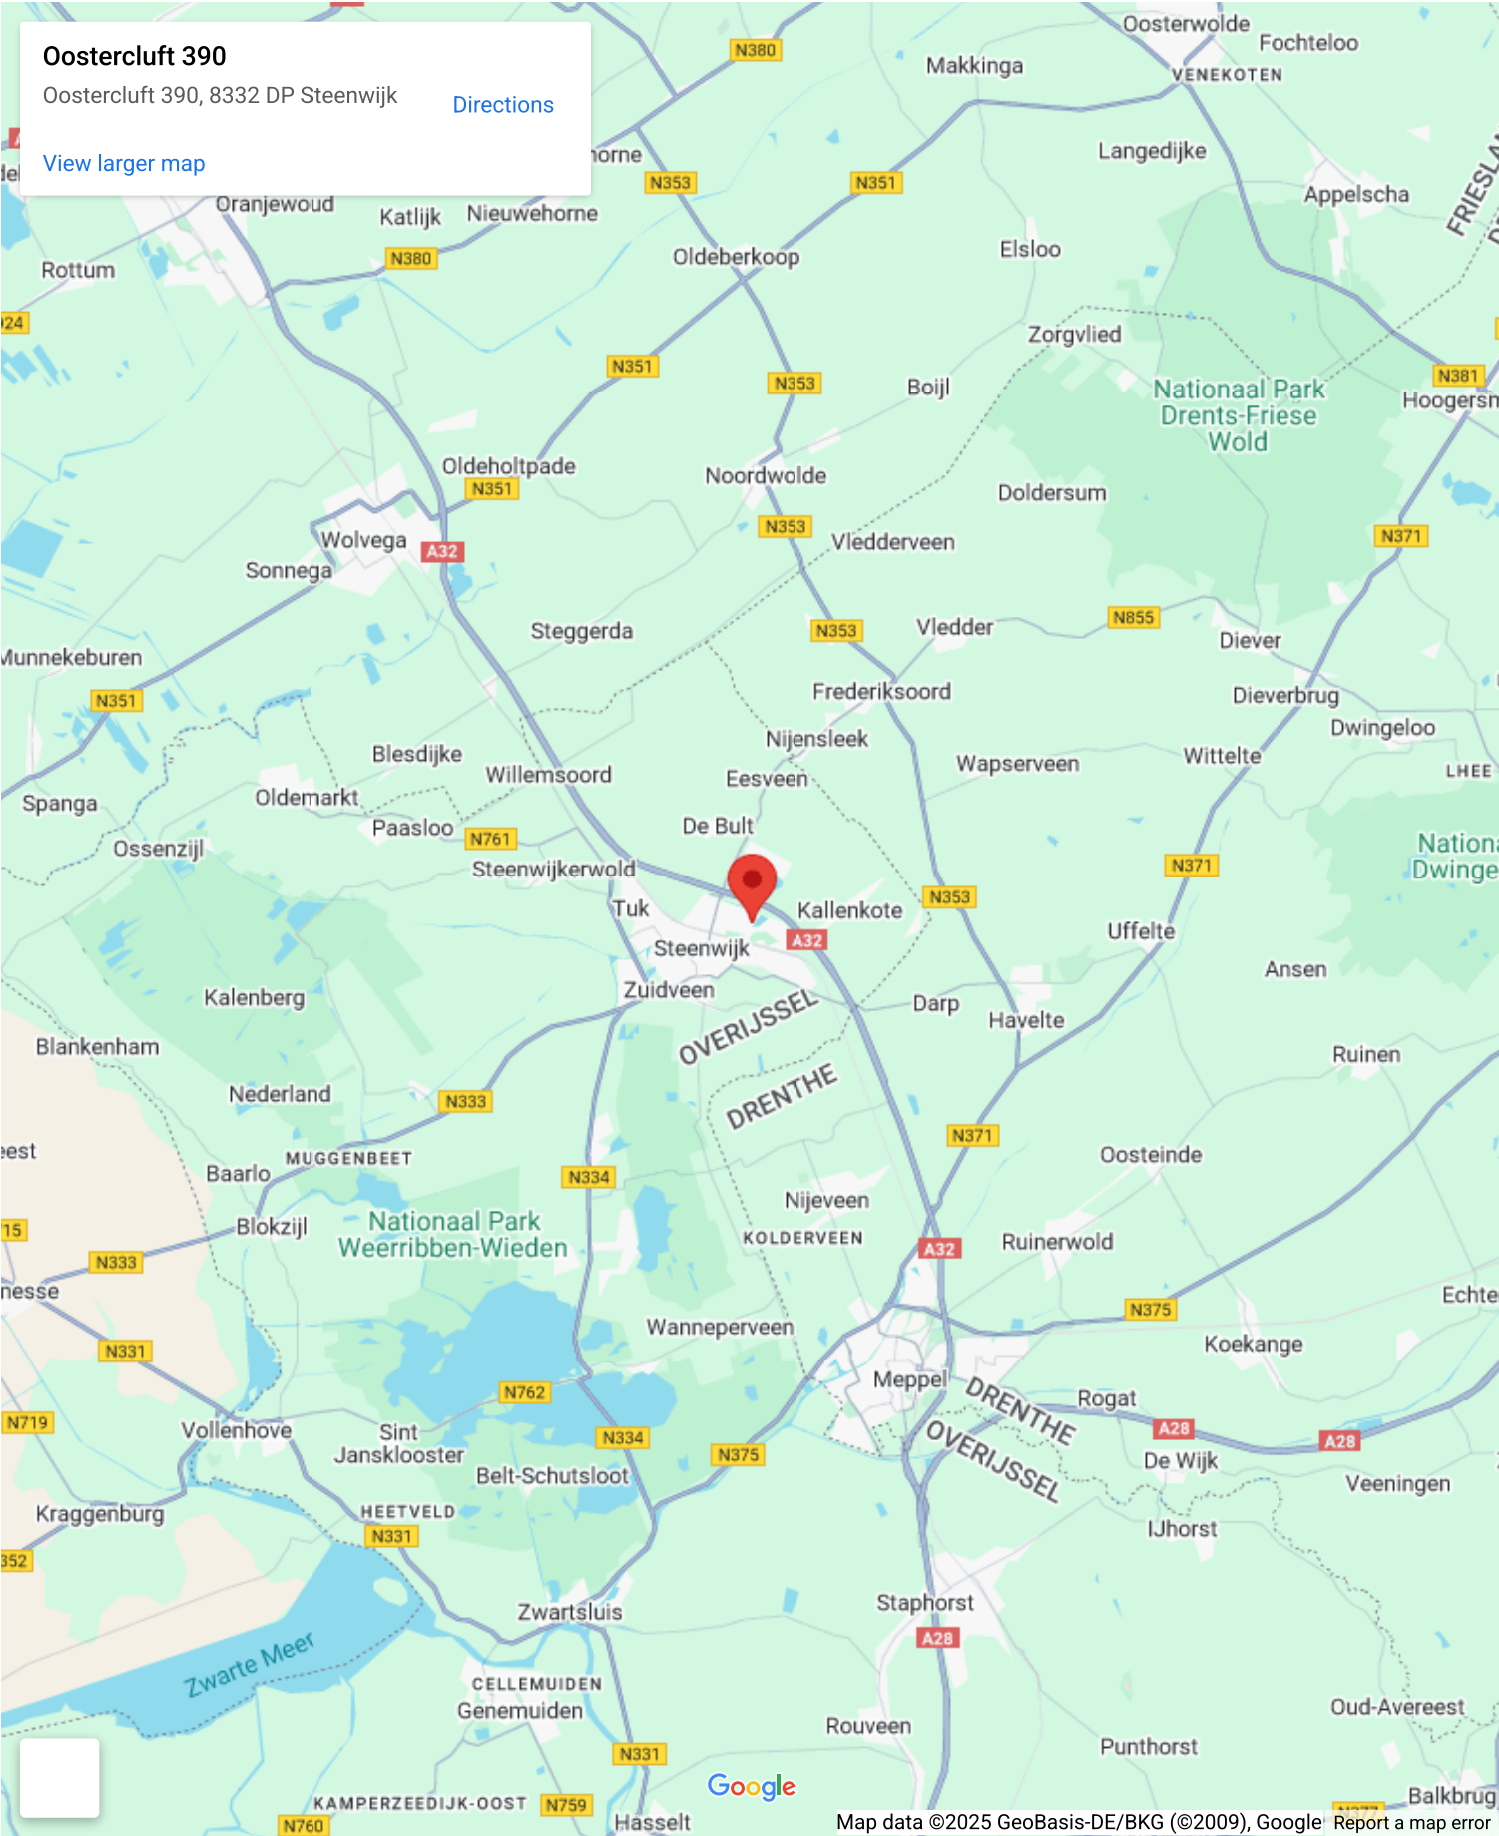 Oostercluft 390
Oostercluft 390, 8332 DP Steenwijk
Directions
View larger map
Oosterwolde
Fochteloo
N380
Makkinga
VENEKOTEN
Langedijke
N353
N351
Appelscha
Oranjewoud
Katlijk
Nieuwehorne
Elsloo
Oldeberkoop
N380
Rottum
Zorgvlied
N351
N353
Boijl
N381
Nationaal Park
Drents-Friese
Wold
Oldeholtpade
N351
Noordwolde
Doldersum
N353
Wolvega
A32
Vledderveen
N371
Sonnega
Steggerda
N353
Vledder
N855
Diever
Munnekeburen
N351
Frederiksoord
Dieverbrug
Dwingeloo
Nijensleek
Blesdijke
Willemsoord
Eesveen
Wapserveen
Wittelte
LHEE
Spanga
Oldemarkt
Paasloo
N761
De Bult
Ossenzijl
Steenwijkerwold
N371
N353
Tuk
Kallenkote
Steenwijk
A32
Uffelte
Ansen
Kalenberg
Zuidveen
OVERIJSSEL
DRENTHE
Darp
Havelte
Blankenham
Ruinen
Nederland
N333
N371
MUGGENBEET
Baarlo
N334
Oosteinde
Nijeveen
Blokzijl
Nationaal Park
Weerribben-Wieden
KOLDERVEEN
A32
Ruinerwold
N333
N375
N331
Wanneperveen
Koekange
N762
Meppel
DRENTHE
OVERIJSSEL
Rogat
N719
Vollenhove
Sint
Jansklooster
N334
N375
A28
A28
De Wijk
Belt-Schutsloot
Veeningen
Kraggenburg
HEETVELD
N331
IJhorst
Zwartsluis
Staphorst
A28
Zwarte Meer
CELLEMUIDEN
Genemuiden
Rouveen
Oud-Avereest
Punthorst
N331
Google
KAMPERZEEDIJK-OOST
N759
N760
Hasselt
Balkbrug
Map data ©2025 GeoBasis-DE/BKG (©2009), Google
Report a map error